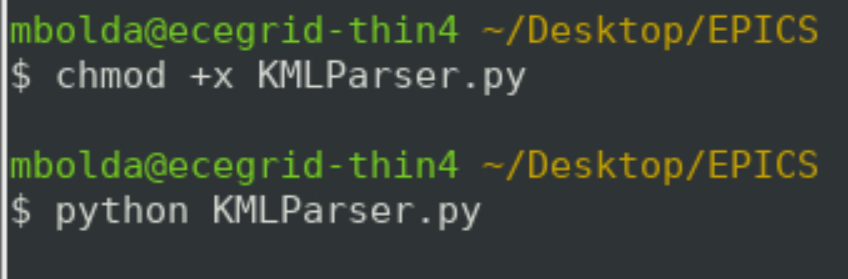 mbolda@ecegrid-thin4 ~/Desktop/EPICS
$ chmod +x KMLParser.py
mbolda@ecegrid-thin4 ~/Desktop/EPICS
$ python KMLParser.py